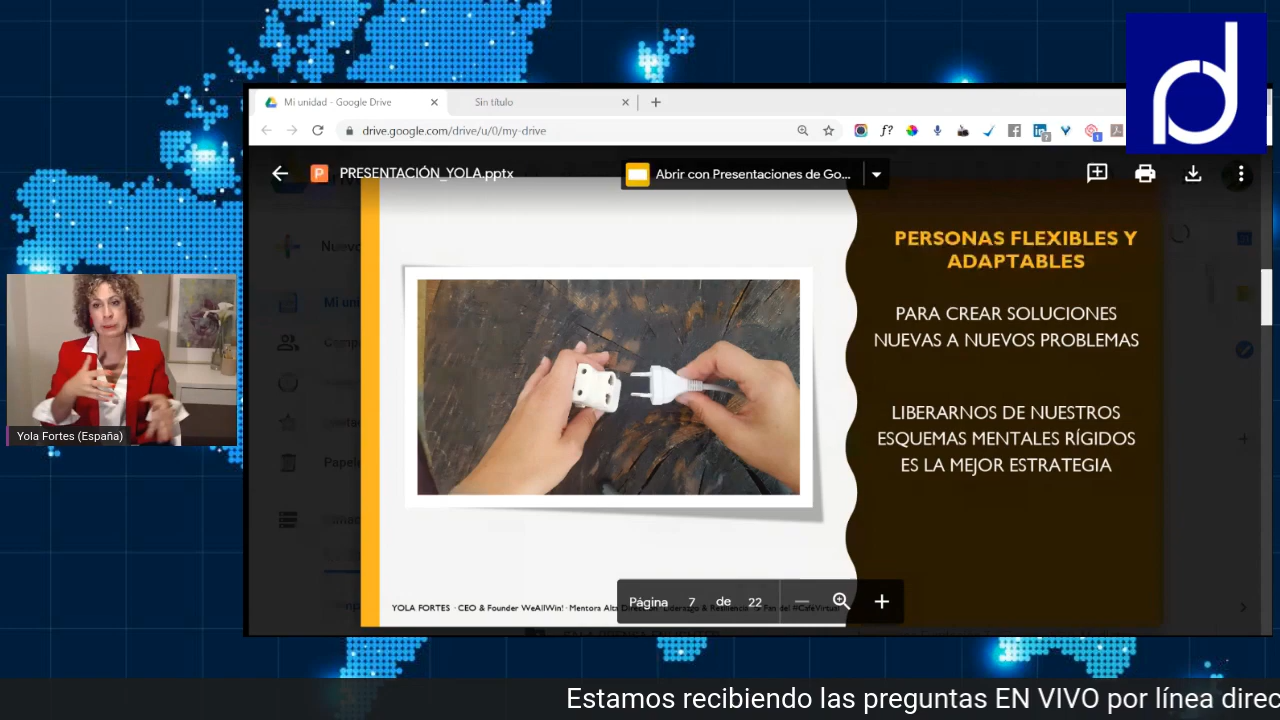 Mi unidad - Google Drive
Sin título
drive.google.com/drive/u/0/my-drive
f?
PRESENTACIÓN_YOLA.pptx
Abrir con Presentaciones de Go...
PERSONAS FLEXIBLES Y
ADAPTABLES
PARA CREAR SOLUCIONES
NUEVAS A NUEVOS PROBLEMAS
LIBERARNOS DE NUESTROS
ESQUEMAS MENTALES RÍGIDOS
ES LA MEJOR ESTRATEGIA
Yola Fortes (España)
YOLA FORTES · CEO & Founder WeAllWin! · Mentora Alta
Página 7 de 22
Estamos recibiendo las preguntas EN VIVO por línea direc